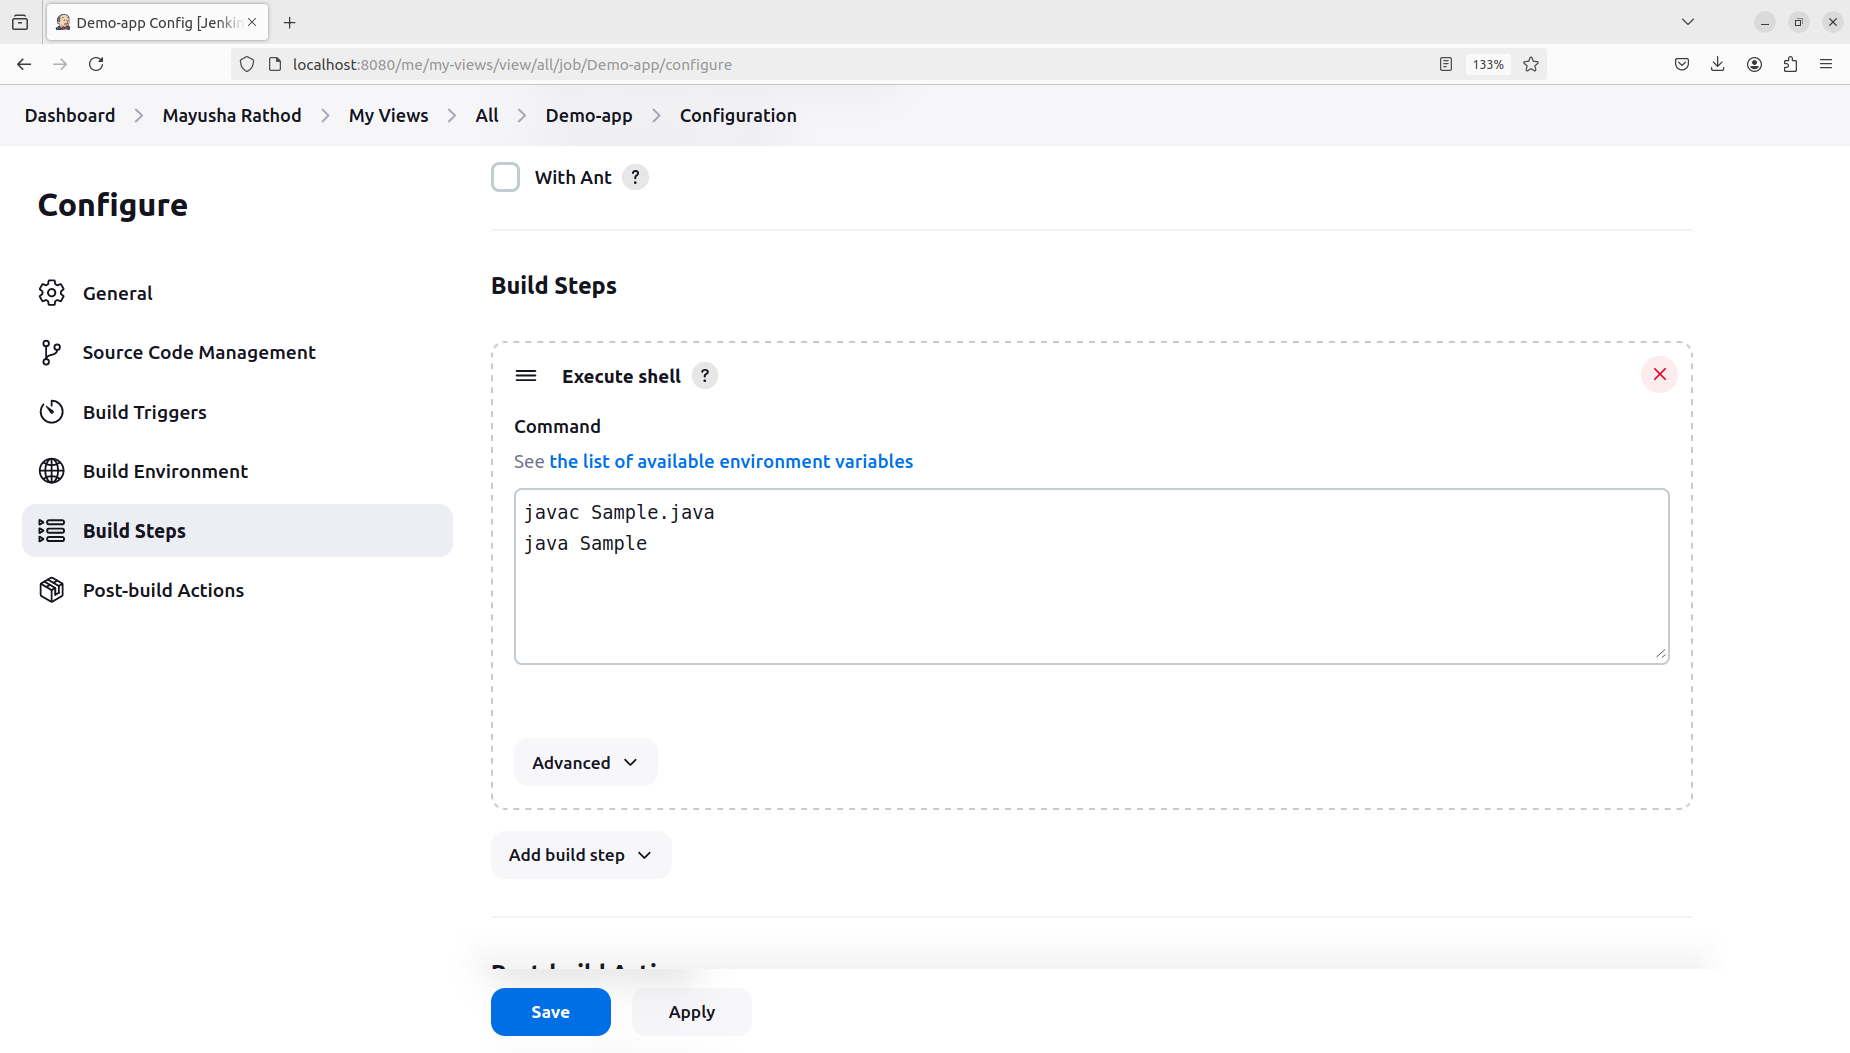 Demo-app Config [Jenkin
localhost:8080/me/my-views/view/all/job/Demo-app/configure
133%
Dashboard
Mayusha Rathod
My Views
All
Demo-app
Configuration
Configure
General
Source Code Management
Build Triggers
Build Environment
Build Steps
Post-build Actions
With Ant ?
Build Steps
Execute shell ?
Command
See the list of available environment variables
javac Sample.java
java Sample
Advanced
Add build step
Save
Apply